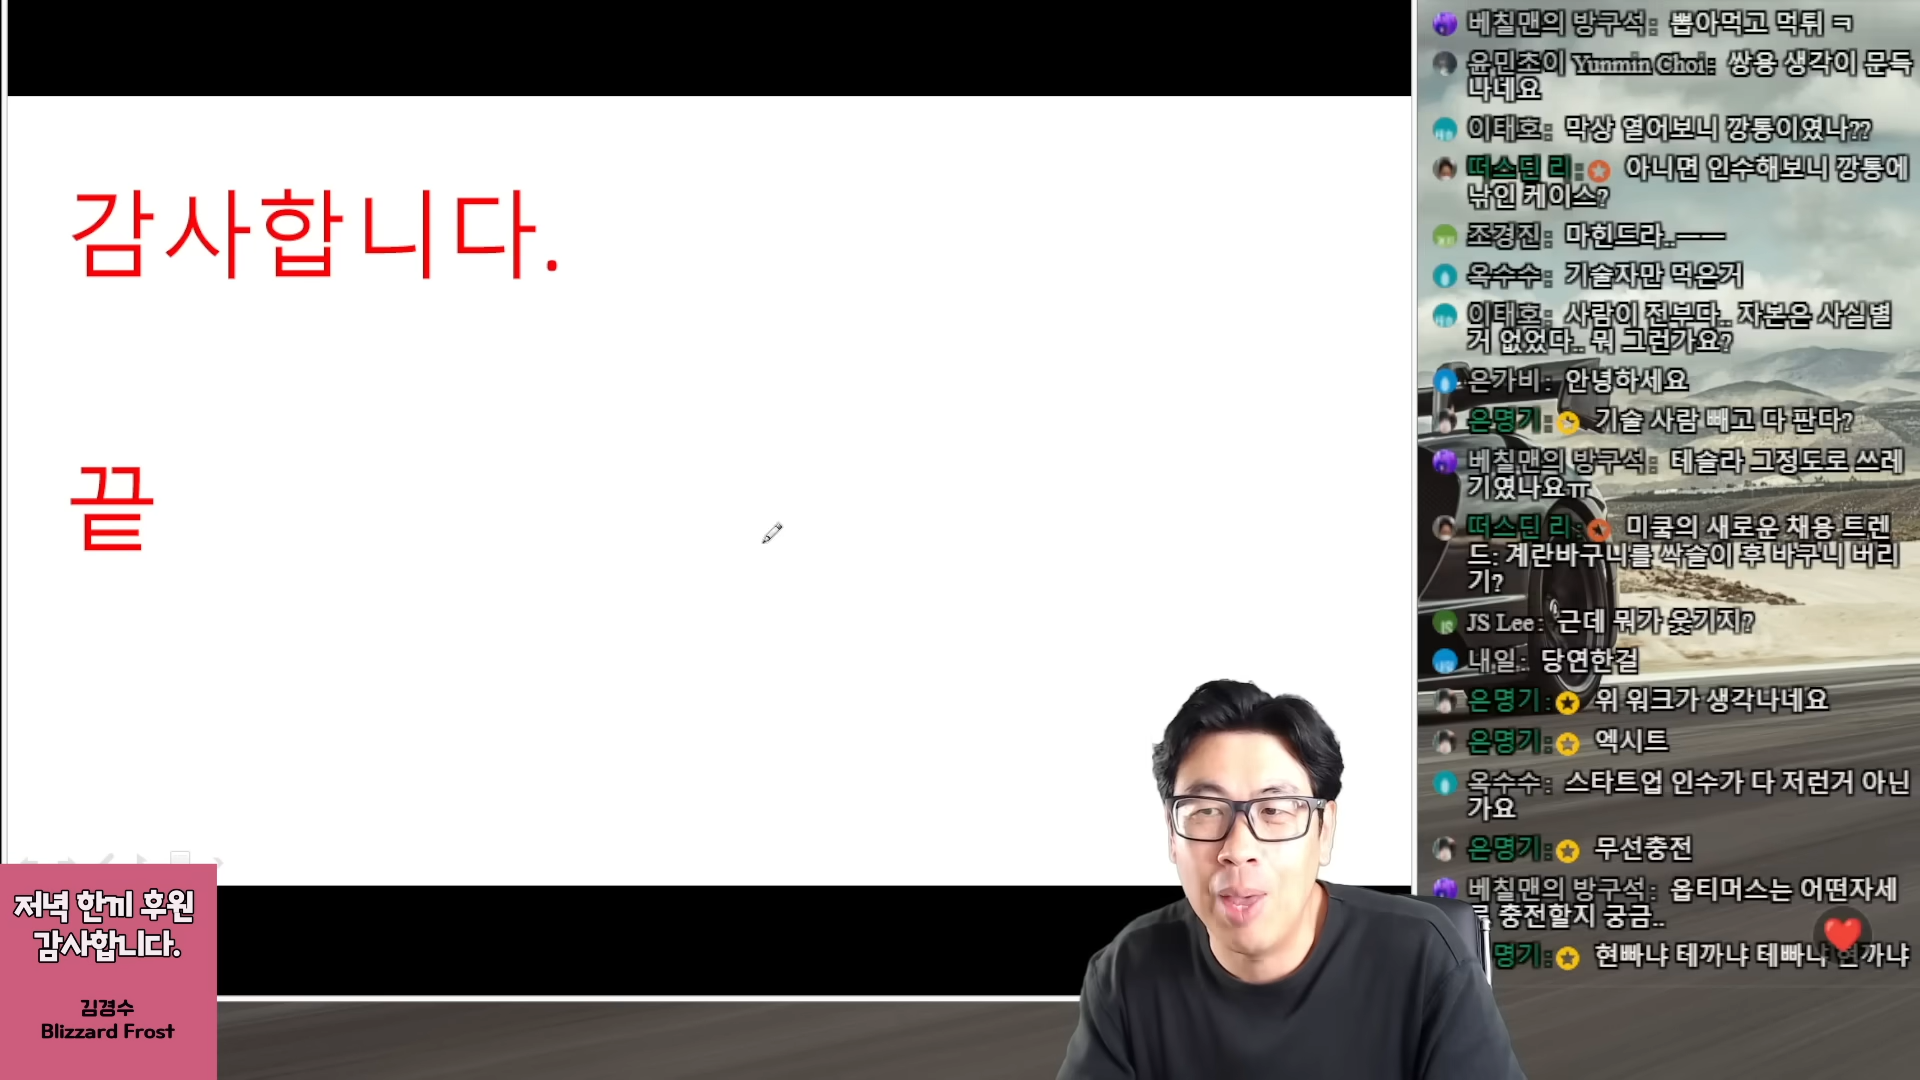 감사합니다.
끝
저녁 한끼 후원
감사합니다.
김경수
Blizzard Frost
베칠맨의 방구석: 뽑아먹고 먹튀 ㅋ
윤민초이 Yunmin Choi: 쌍용 생각이 문득
나네요
이태호: 막상 열어보니 깡통이였나??
떠스딘 리: 아니면 인수해보니 깡통에
낚인 케이스?
조경진: 마힌드라..ㅡㅡ
옥수수: 기술자만 먹은거
이태호: 사람이 전부다.. 자본은 사실별
거 없었다.. 뭐 그런가요?
은가비: 안녕하세요
은명기: 기술 사람 빼고 다 판다?
베칠맨의 방구석: 테슬라 그정도로 쓰레
기였나요ㅠ
떠스딘 리: 미쿸의 새로운 채용 트렌
드: 계란바구니를 싹슬이 후 바구니 버리
기?
JS Lee: 근데 뭐가 웃기지?
내일: 당연한걸
은명기: 위 워크가 생각나네요
은명기: 엑시트
옥수수: 스타트업 인수가 다 저런거 아닌
가요
은명기: 무선충전
베칠맨의 방구석: 옵티머스는 어떤자세
충전할지 궁금..
명기: 현빠냐 테까냐 테빠냐 현까냐